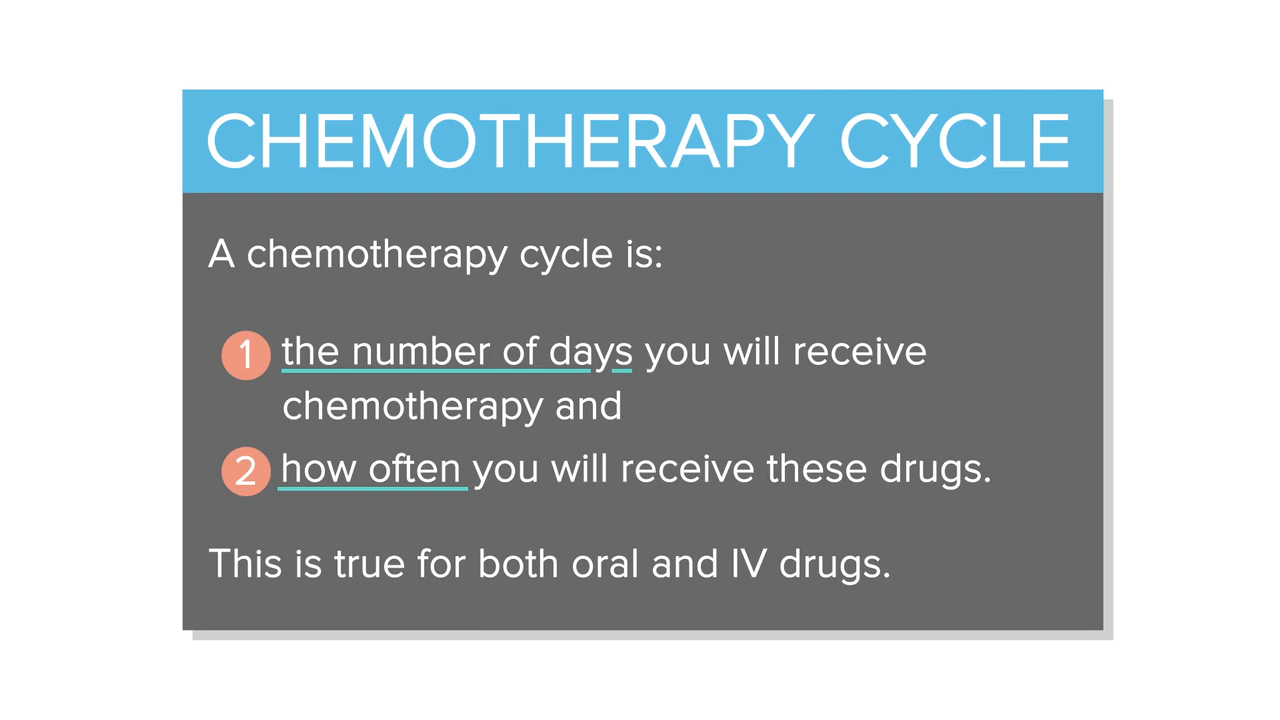 CHEMOTHERAPY CYCLE
A chemotherapy cycle is:
1 the number of days you will receive
chemotherapy and
2 how often you will receive these drugs.
This is true for both oral and IV drugs.